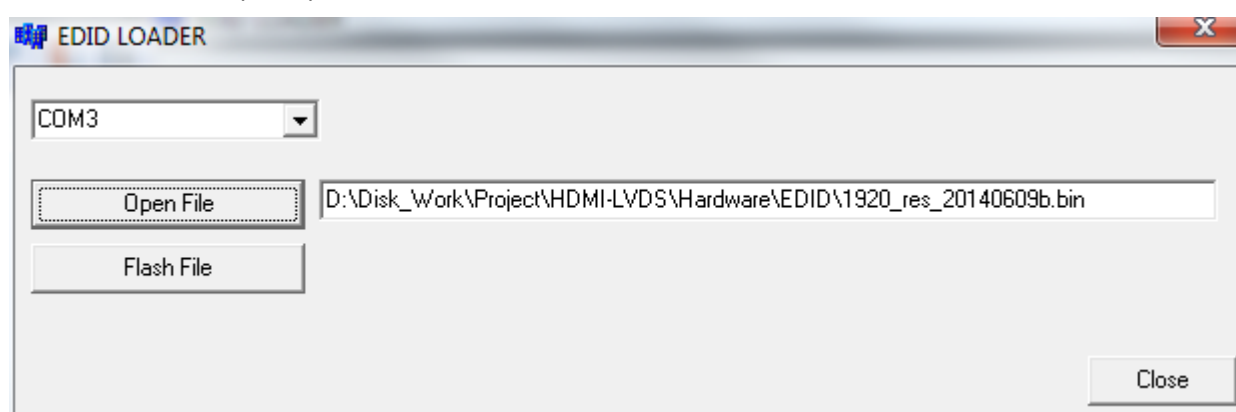 EDID LOADER
COM3
Open File
D:\Disk_Work\Project\HDMI-LVDS\Hardware\EDID\1920_res_20140609b.bin
Flash File
Close